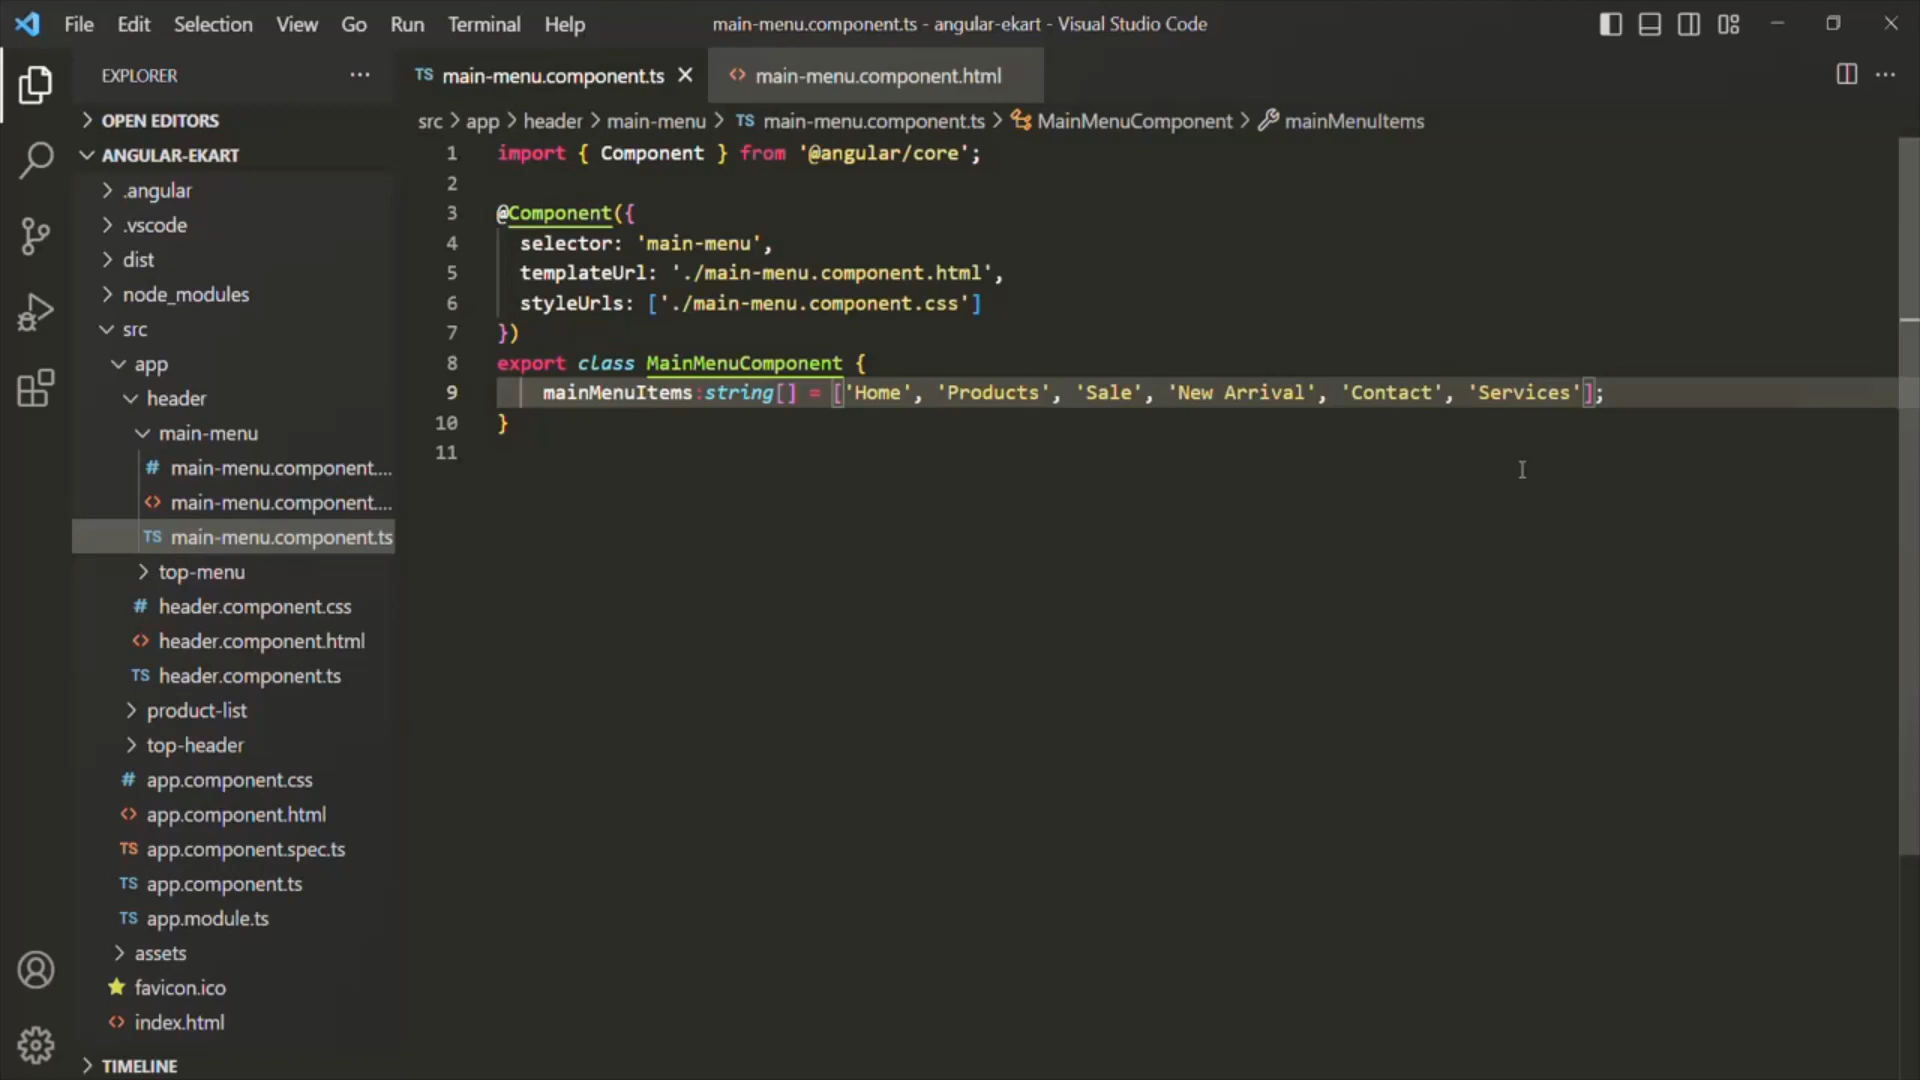 File Edit Selection View Go Run Terminal Help
main-menu.component.ts - angular-ekart - Visual Studio Code
EXPLORER
OPEN EDITORS
ANGULAR-EKART
.angular
.vscode
dist
node_modules
src
app
header
main-menu
# main-menu.component....
<> main-menu.component....
TS main-menu.component.ts
top-menu
# header.component.css
<> header.component.html
TS header.component.ts
product-list
top-header
# app.component.css
<> app.component.html
TS app.component.spec.ts
TS app.component.ts
TS app.module.ts
assets
favicon.ico
<> index.html
TIMELINE
TS main-menu.component.ts
<> main-menu.component.html
src > app > header > main-menu > TS main-menu.component.ts > MainMenuComponent > mainMenuItems
1 import { Component } from '@angular/core';
2
3 @Component({
4 selector: 'main-menu',
5 templateUrl: './main-menu.component.html',
6 styleUrls: ['./main-menu.component.css']
7 })
8 export class MainMenuComponent {
9 mainMenuItems:string[] = ['Home', 'Products', 'Sale', 'New Arrival', 'Contact', 'Services'];
10 }
11